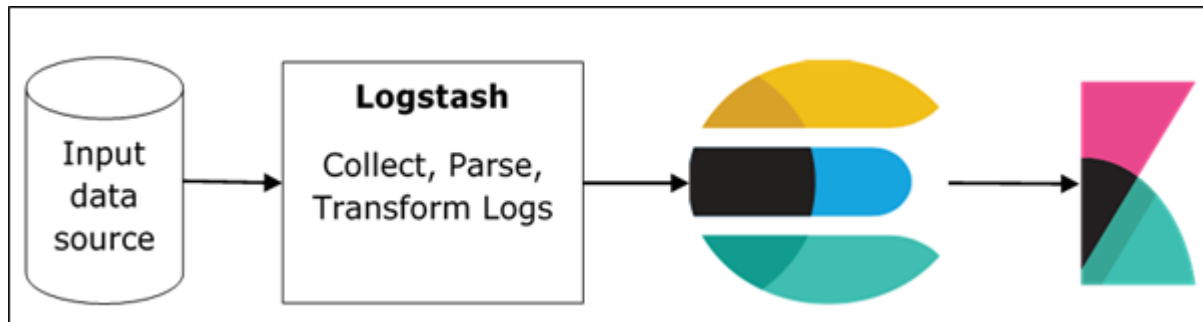 Input
data
source
Logstash
Collect, Parse,
Transform Logs